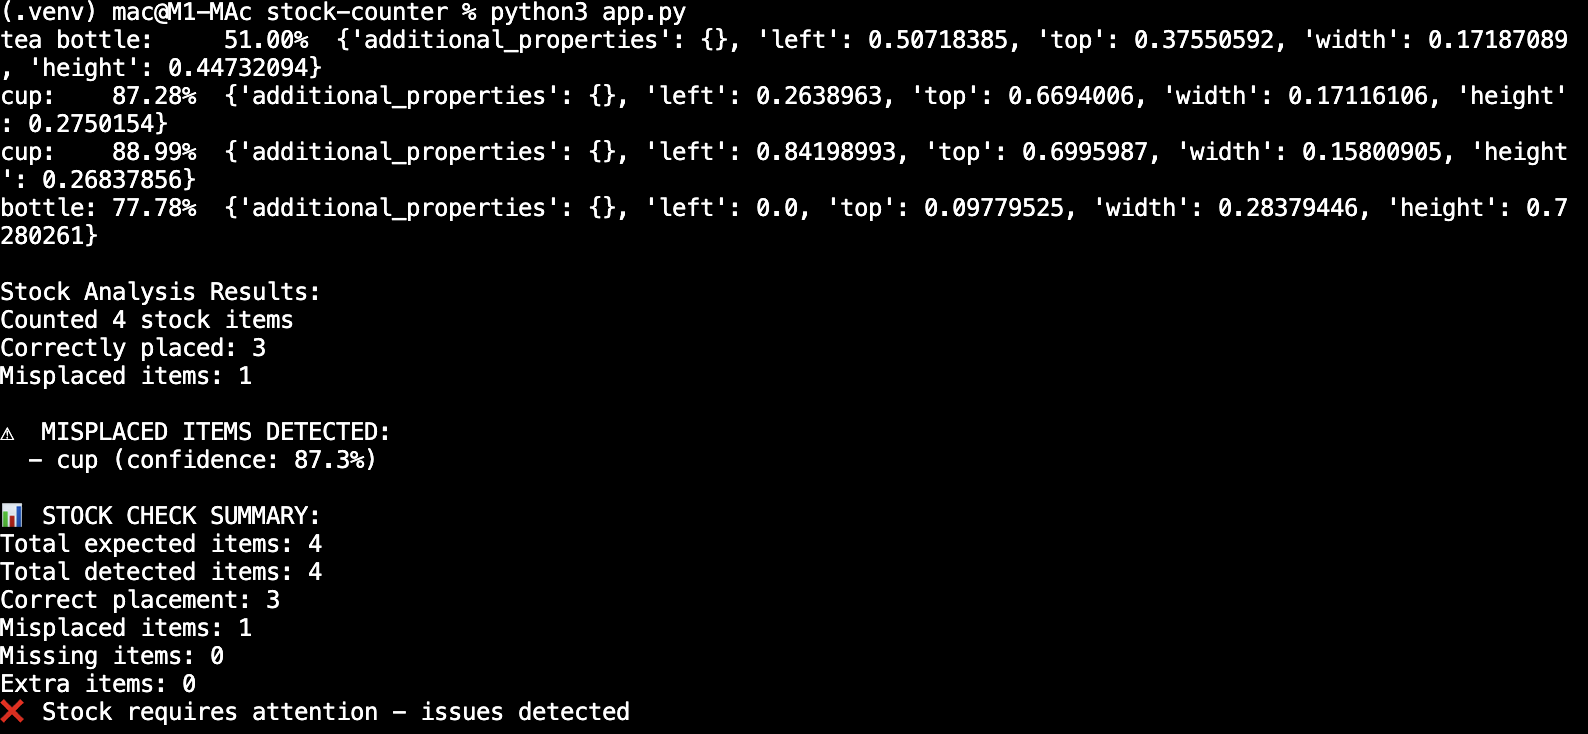 (.venv) mac@M1-MAc stock-counter % python3 app.py
tea bottle:     51.00%  {'additional_properties': {}, 'left': 0.50718385, 'top': 0.37550592, 'width': 0.17187089
, 'height': 0.44732094}
cup:    87.28%  {'additional_properties': {}, 'left': 0.2638963, 'top': 0.6694006, 'width': 0.17116106, 'height'
: 0.2750154}
cup:    88.99%  {'additional_properties': {}, 'left': 0.84198993, 'top': 0.6995987, 'width': 0.15800905, 'height
': 0.26837856}
bottle: 77.78%  {'additional_properties': {}, 'left': 0.0, 'top': 0.09779525, 'width': 0.28379446, 'height': 0.7
280261}

Stock Analysis Results:
Counted 4 stock items
Correctly placed: 3
Misplaced items: 1

⚠  MISPLACED ITEMS DETECTED:
  – cup (confidence: 87.3%)

📊 STOCK CHECK SUMMARY:
Total expected items: 4
Total detected items: 4
Correct placement: 3
Misplaced items: 1
Missing items: 0
Extra items: 0
❌ Stock requires attention – issues detected